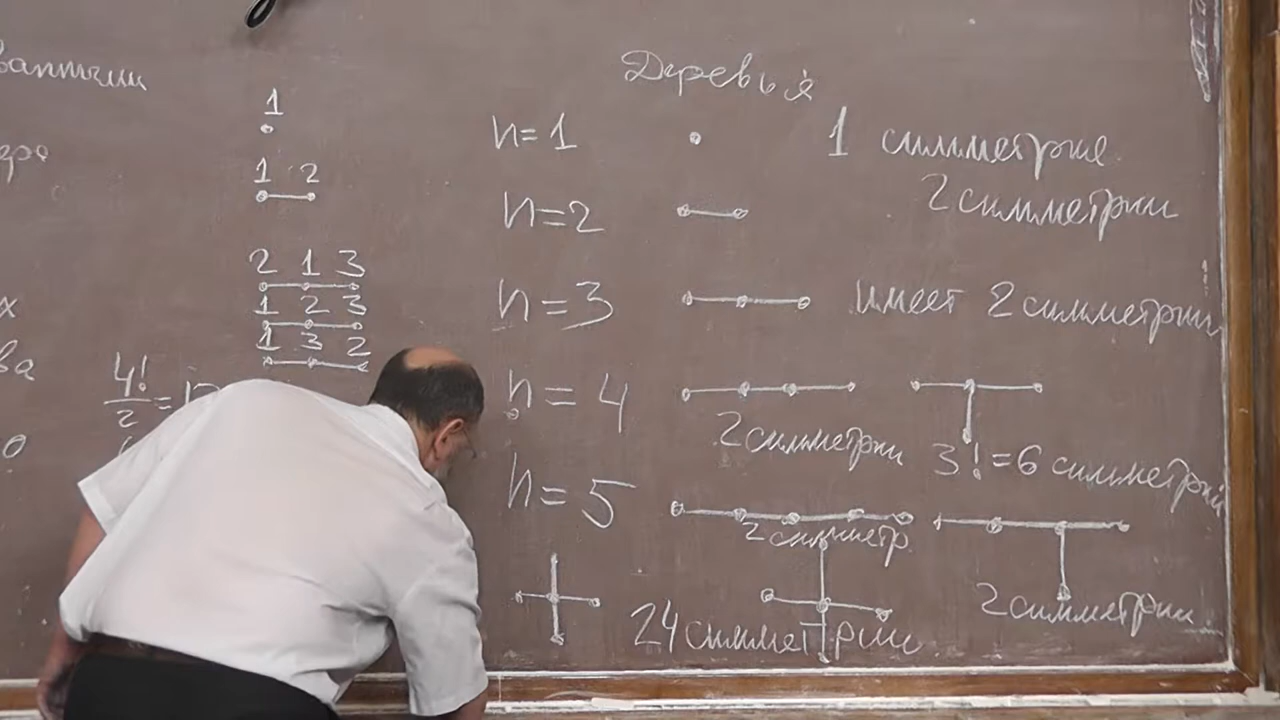 Деревья
1
n=1 1 симметрия
1 2
n=2 2 симметрии
2 1 3
n=3 имеет 2 симметрии
1 2 3
1 3 2
4!/2=12
n=4
2 симметрии 3!=6 симметрий
n=5
2 симметр.
2 симметрии
24 симметрии.